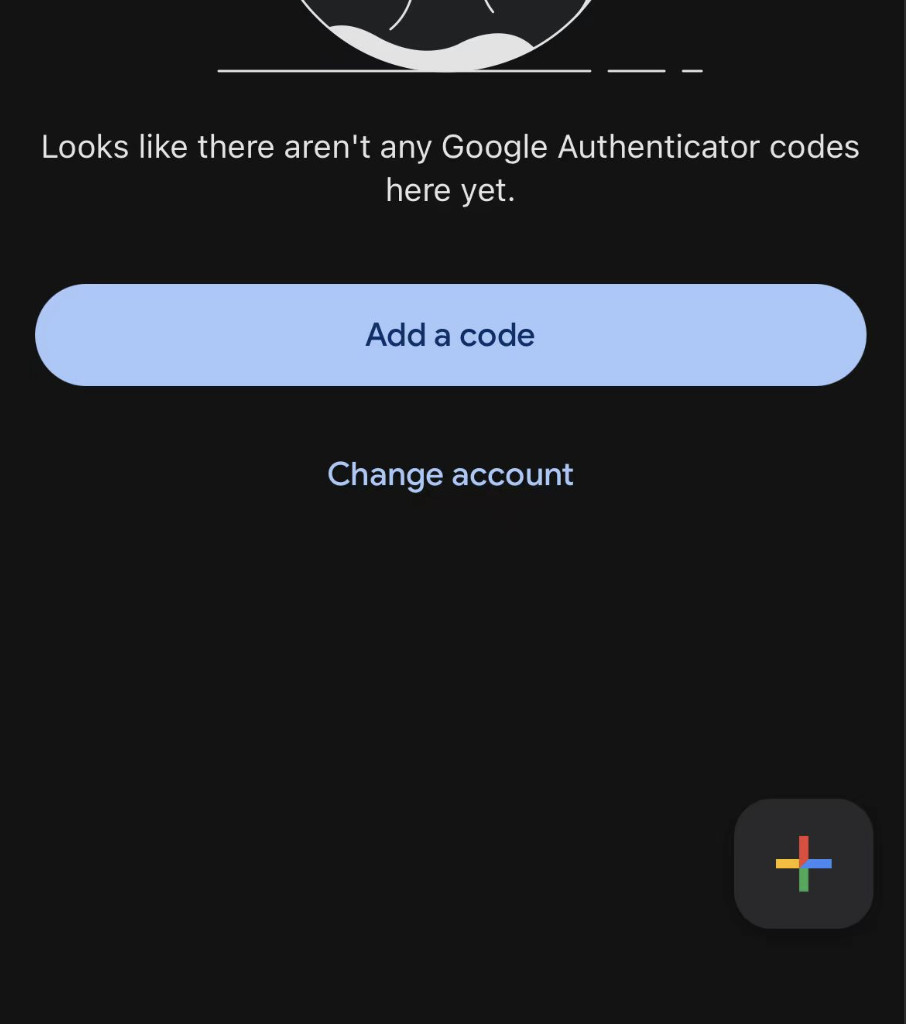 Looks like there aren't any Google Authenticator codes
here yet.
Add a code
Change account